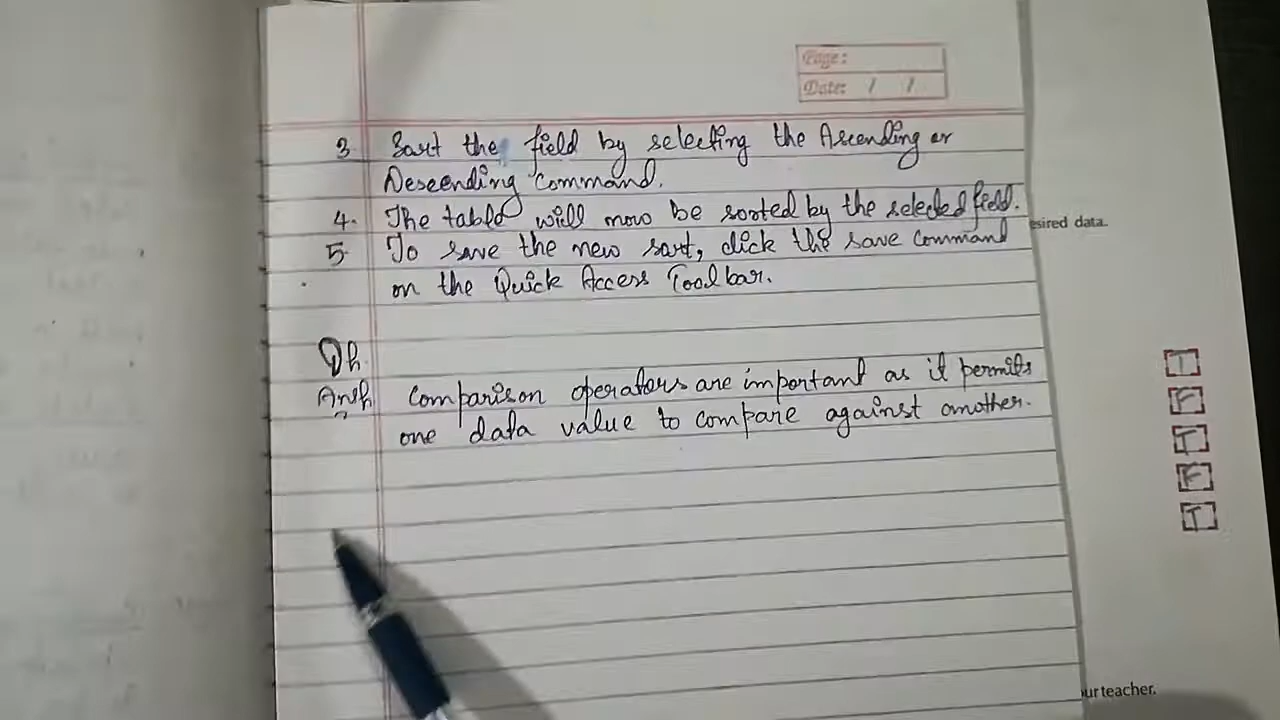 Page:
Date: / /
3. Sort the field by selecting the Ascending or
Descending Command.
4. The table will now be sorted by the selected field.
5. To save the new sort, click the save command
on the Quick Access Toolbar.
Qh.
Ansh. Comparison operators are important as it permits
one data value to compare against another.
esired data.
T
F
T
F
T
ur teacher.